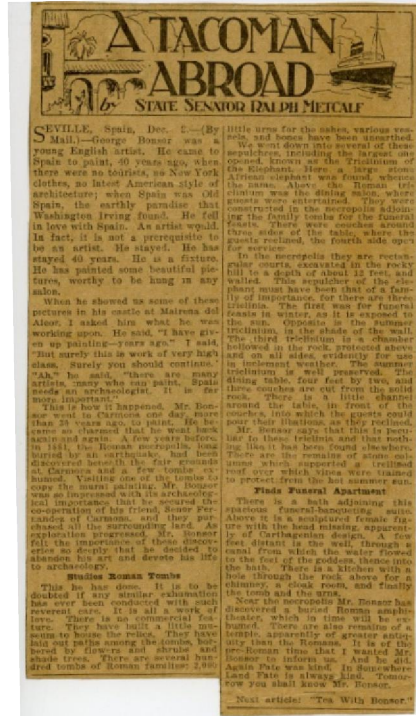 A TACOMAN
ABROAD
by STATE SENATOR RALPH METCALF
SEVILLE, Spain, Dec. 2.—(By
Mail.)—George Bonsor was a
young English artist. He came to
Spain to paint, 40 years ago, when
there were no tourists, no New York
clothes, no latest American style of
architecture; when Spain was Old
Spain, the earthly paradise that
Washington Irving found. He fell
in love with Spain. An artist would.
In fact, it is not a prerequisite to
be an artist. He stayed. He has
stayed 40 years. He is a fixture.
He has painted some beautiful pic-
tures, worthy to be hung in any
salon.
When he showed us some of these
pictures in his castle at Mairena del
Alcor, I asked him what he was
working upon. He said, "I have giv-
en up painting—years ago." I said,
"But surely this is work of very high
class. Surely you should continue."
"Ah," he said, "There are many
artists, many who can paint. Spain
needs an archeologist. It is far
more important."
This is how it happened. Mr. Bon-
sor went to Carmona one day, more
than 30 years ago, to paint. He be-
came so charmed that he went back
again and again. A few years before,
in 1881, the Roman necropolis, long
buried by an earthquake, had been
discovered beneath the fair grounds
at Carmona and a few tombs ex-
humed. Visiting one of the tombs to
copy the mural painting, Mr. Bonsor
was so impressed with its archaeolog-
ical importance that he secured the
co-operation of his friend, Senor Fer-
nandez of Carmona, and they pur-
chased all the surrounding land. As
exploration progressed, Mr. Bonsor
felt the importance of these discov-
eries so deeply that he decided to
abandon his art and devote his life
to archaeology.
Studies Roman Tombs
This he has done. It is to be
doubted if any similar exhumation
has ever been conducted with such
reverent care. It is all a work of
love. There is no commercial fea-
ture. They have built a little mu-
seum to house the relics. They have
laid out paths among the tombs, bor-
dered by flowers and shrubs and
shade trees. There are several hun-
dred tombs of Roman families; 2,000
little urns for the ashes, various ves-
sels, and bones have been unearthed.
We went down into several of these
sepulchres, including the largest one
opened, known as the Triclinium of
the Elephant. Here a large stone
African elephant was found, whence
the name. Above the Roman tri-
clinium was the dining salon, where
guests were entertained. They were
constructed in the necropolis adjoin-
ing the family tombs for the funeral
feasts. There were couches around
three sides of the table, where the
guests reclined, the fourth side open
for service.
In the necropolis they are rectan-
gular courts, excavated in the rocky
hill to a depth of about 12 feet, and
walled. This sepulcher of the ele-
phant must have been that of a fam-
ily of importance, for there are three
triclinia. The first was for funeral
feasts in winter, as it is exposed to
the sun. Opposite is the summer
triclinium, in the shade of the wall.
The third triclinium is a chamber
hollowed in the rock, protected above
and on all sides, evidently for use
in inclement weather. The summer
triclinium is well preserved. The
dining table, four feet by two, and
three couches are cut from the solid
rock. There is a little channel
around the table, in front of the
couches, into which the guests could
pour their libations, as they reclined.
Mr. Bonsor says that this is pecu-
liar to these triclinia and that noth-
ing like it has been found elsewhere.
There are the remains of stone col-
umns which supported a trellised
roof over which vines were trained
to protect from the hot summer sun.
Finds Funeral Apartment
There is a bath adjoining this
spacious funeral-banqueting suite.
Above it is a sculptured female fig-
ure with the head missing, apparent-
ly of Carthagenian design. A few
feet distant is the well, through a
canal from which the water flowed
to the feet of the goddess, thence into
the bath. There is a kitchen with a
hole through the rock above for a
chimney, a cloak room, and finally
the tomb and the urns.
Near the necropolis Mr. Bonsor has
discovered a buried Roman amphi-
theater, which in time will be ex-
humed. There are also remains of a
temple, apparently of greater antiq-
uity than the Romans. It is of the
pre-Roman time that I wanted Mr.
Bonsor to inform us. And he did.
Again Fate was kind. In Somewhere
Land Fate is always kind. Tomor-
row you shall know Mr. Bonsor.
Next article: "Tea With Bonsor."